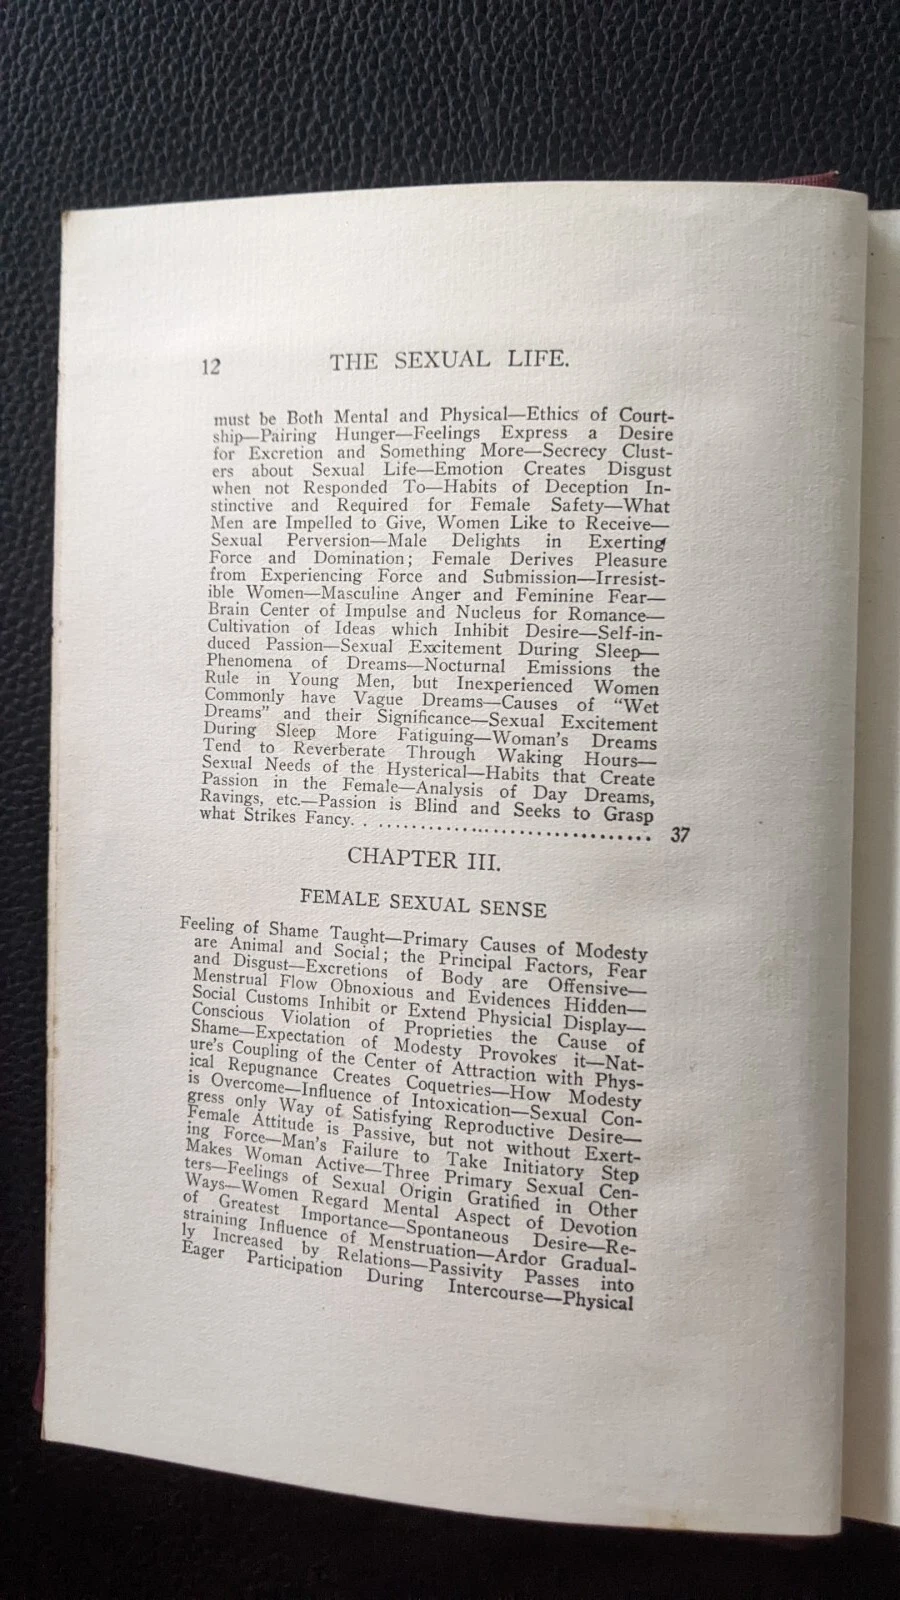 12 THE SEXUAL LIFE.
must be Both Mental and Physical—Ethics of Court-
ship—Pairing Hunger—Feelings Express a Desire
for Excretion and Something More—Secrecy Clust-
ers about Sexual Life—Emotion Creates Disgust
when not Responded To—Habits of Deception In-
stinctive and Required for Female Safety—What
Men are Impelled to Give, Women Like to Receive—
Sexual Perversion—Male Delights in Exerting
Force and Domination; Female Derives Pleasure
from Experiencing Force and Submission—Irresist-
ible Women—Masculine Anger and Feminine Fear—
Brain Center of Impulse and Nucleus for Romance—
Cultivation of Ideas which Inhibit Desire—Self-in-
duced Passion—Sexual Excitement During Sleep—
Phenomena of Dreams—Nocturnal Emissions the
Rule in Young Men, but Inexperienced Women
Commonly have Vague Dreams—Causes of "Wet
Dreams" and their Significance—Sexual Excitement
During Sleep More Fatiguing—Woman's Dreams
Tend to Reverberate Through Waking Hours—
Sexual Needs of the Hysterical—Habits that Create
Passion in the Female—Analysis of Day Dreams,
Ravings, etc.—Passion is Blind and Seeks to Grasp
what Strikes Fancy. . .................................. 37
CHAPTER III.
FEMALE SEXUAL SENSE
Feeling of Shame Taught—Primary Causes of Modesty
are Animal and Social; the Principal Factors, Fear
and Disgust—Excretions of Body are Offensive—
Menstrual Flow Obnoxious and Evidences Hidden—
Social Customs Inhibit or Extend Physicial Display—
Conscious Violation of Proprieties the Cause of
Shame—Expectation of Modesty Provokes it—Nat-
ure's Coupling of the Center of Attraction with Phys-
ical Repugnance Creates Coquetries—How Modesty
is Overcome—Influence of Intoxication—Sexual Con-
gress only Way of Satisfying Reproductive Desire—
Female Attitude is Passive, but not without Exert-
ing Force—Man's Failure to Take Initiatory Step
Makes Woman Active—Three Primary Sexual Cen-
ters—Feelings of Sexual Origin Gratified in Other
Ways—Women Regard Mental Aspect of Devotion
of Greatest Importance—Spontaneous Desire—Re-
straining Influence of Menstruation—Ardor Gradual-
ly Increased by Relations—Passivity Passes into
Eager Participation During Intercourse—Physical